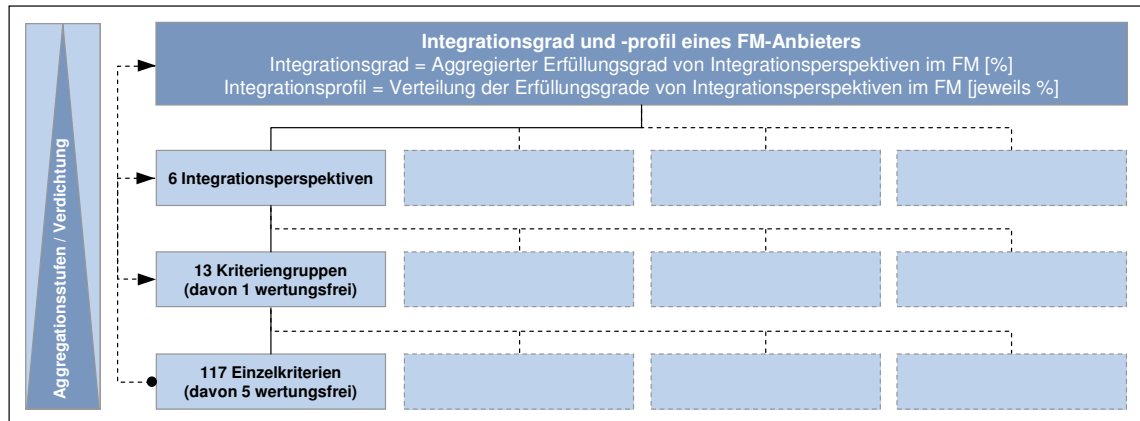 Integrationsgrad und -profil eines FM-Anbieters
Integrationsgrad = Aggregierter Erfüllungsgrad von Integrationsperspektiven im FM [%]
Integrationsprofil = Verteilung der Erfüllungsgrade von Integrationsperspektiven im FM [jeweils %]
Aggregationsstufen / Verdichtung
6 Integrationsperspektiven
13 Kriteriengruppen
(davon 1 wertungsfrei)
117 Einzelkriterien
(davon 5 wertungsfrei)